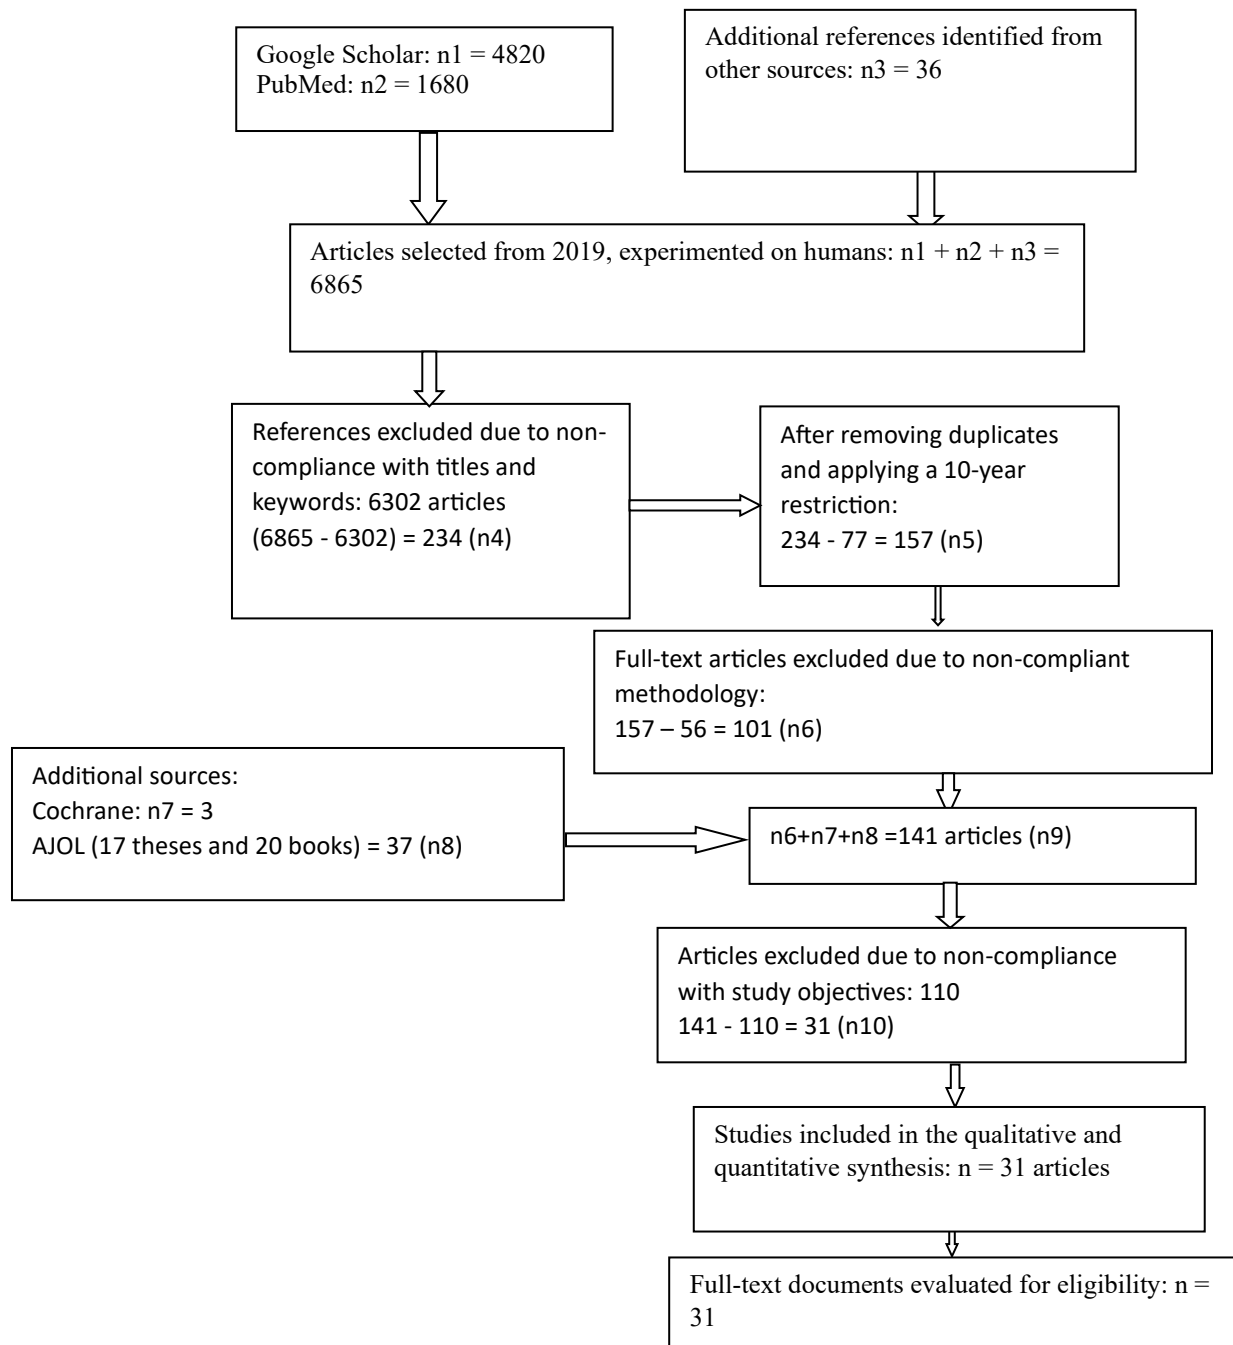 Google Scholar: n1 = 4820
PubMed: n2 = 1680
Additional references identified from
other sources: n3 = 36
Articles selected from 2019, experimented on humans: n1 + n2 + n3 =
6865
References excluded due to non-
compliance with titles and
keywords: 6302 articles
(6865 - 6302) = 234 (n4)
After removing duplicates
and applying a 10-year
restriction:
234 - 77 = 157 (n5)
Full-text articles excluded due to non-compliant
methodology:
157 – 56 = 101 (n6)
Additional sources:
Cochrane: n7 = 3
AJOL (17 theses and 20 books) = 37 (n8)
n6+n7+n8 =141 articles (n9)
Articles excluded due to non-compliance
with study objectives: 110
141 - 110 = 31 (n10)
Studies included in the qualitative and
quantitative synthesis: n = 31 articles
Full-text documents evaluated for eligibility: n =
31